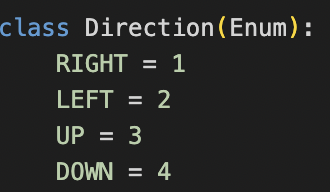 class Direction(Enum):
    RIGHT = 1
    LEFT = 2
    UP = 3
    DOWN = 4